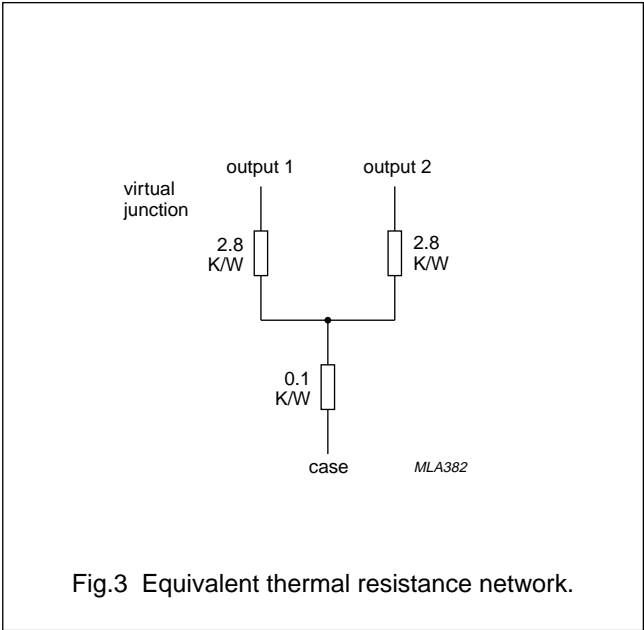 output 1
output 2
virtual
junction
2.8
K/W
2.8
K/W
0.1
K/W
case
MLA382
Fig.3 Equivalent thermal resistance network.